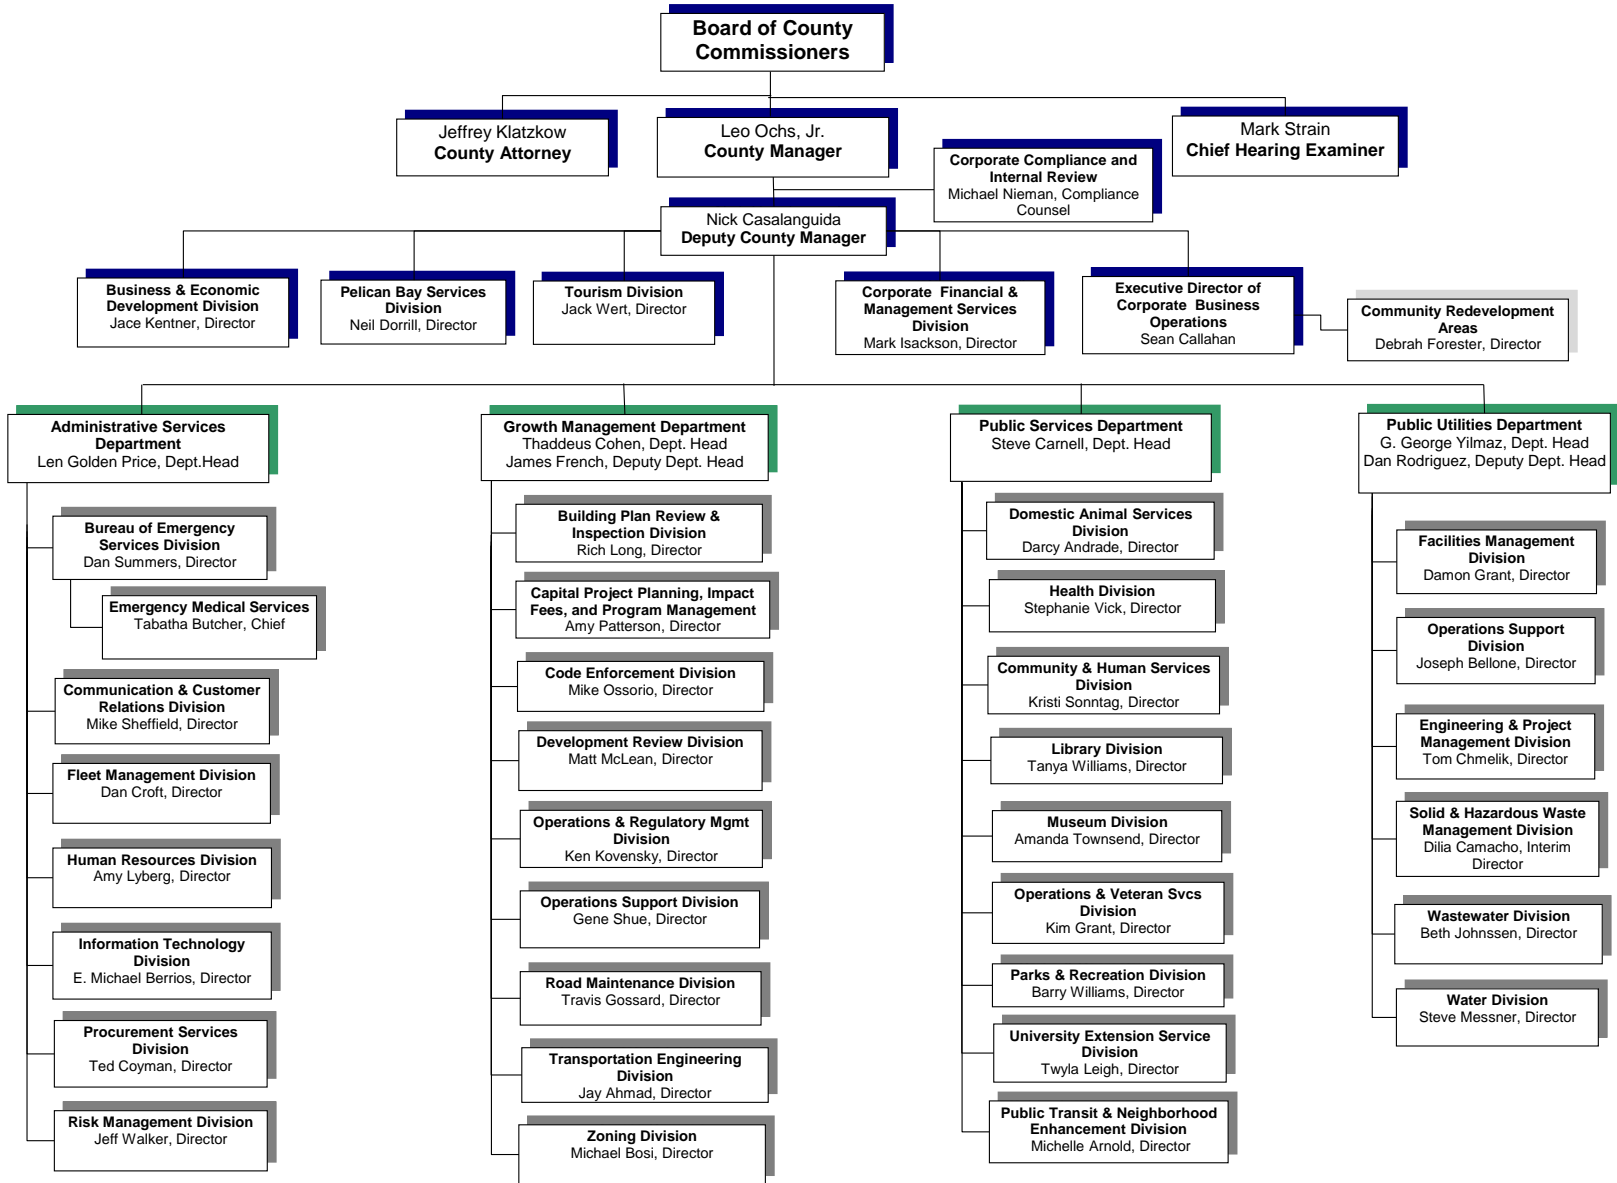 Board of County
Commissioners
Jeffrey Klatzkow
County Attorney
Leo Ochs, Jr.
County Manager
Mark Strain
Chief Hearing Examiner
Corporate Compliance and
Internal Review
Michael Nieman, Compliance
Counsel
Nick Casalanguida
Deputy County Manager
Business & Economic
Development Division
Jace Kentner, Director
Pelican Bay Services
Division
Neil Dorrill, Director
Tourism Division
Jack Wert, Director
Corporate  Financial &
Management Services
Division
Mark Isackson, Director
Executive Director of
Corporate Business
Operations
Sean Callahan
Community Redevelopment
Areas
Debrah Forester, Director
Administrative Services
Department
Len Golden Price, Dept.Head
Bureau of Emergency
Services Division
Dan Summers, Director
Emergency Medical Services
Tabatha Butcher, Chief
Communication & Customer
Relations Division
Mike Sheffield, Director
Fleet Management Division
Dan Croft, Director
Human Resources Division
Amy Lyberg, Director
Information Technology
Division
E. Michael Berrios, Director
Procurement Services
Division
Ted Coyman, Director
Risk Management Division
Jeff Walker, Director
Growth Management Department
Thaddeus Cohen, Dept. Head
James French, Deputy Dept. Head
Building Plan Review &
Inspection Division
Rich Long, Director
Capital Project Planning, Impact
Fees, and Program Management
Amy Patterson, Director
Code Enforcement Division
Mike Ossorio, Director
Development Review Division
Matt McLean, Director
Operations & Regulatory Mgmt
Division
Ken Kovensky, Director
Operations Support Division
Gene Shue, Director
Road Maintenance Division
Travis Gossard, Director
Transportation Engineering
Division
Jay Ahmad, Director
Zoning Division
Michael Bosi, Director
Public Services Department
Steve Carnell, Dept. Head
Domestic Animal Services
Division
Darcy Andrade, Director
Health Division
Stephanie Vick, Director
Community & Human Services
Division
Kristi Sonntag, Director
Library Division
Tanya Williams, Director
Museum Division
Amanda Townsend, Director
Operations & Veteran Svcs
Division
Kim Grant, Director
Parks & Recreation Division
Barry Williams, Director
University Extension Service
Division
Twyla Leigh, Director
Public Transit & Neighborhood
Enhancement Division
Michelle Arnold, Director
Public Utilities Department
G. George Yilmaz, Dept. Head
Dan Rodriguez, Deputy Dept. Head
Facilities Management
Division
Damon Grant, Director
Operations Support
Division
Joseph Bellone, Director
Engineering & Project
Management Division
Tom Chmelik, Director
Solid & Hazardous Waste
Management Division
Dilia Camacho, Interim
Director
Wastewater Division
Beth Johnssen, Director
Water Division
Steve Messner, Director